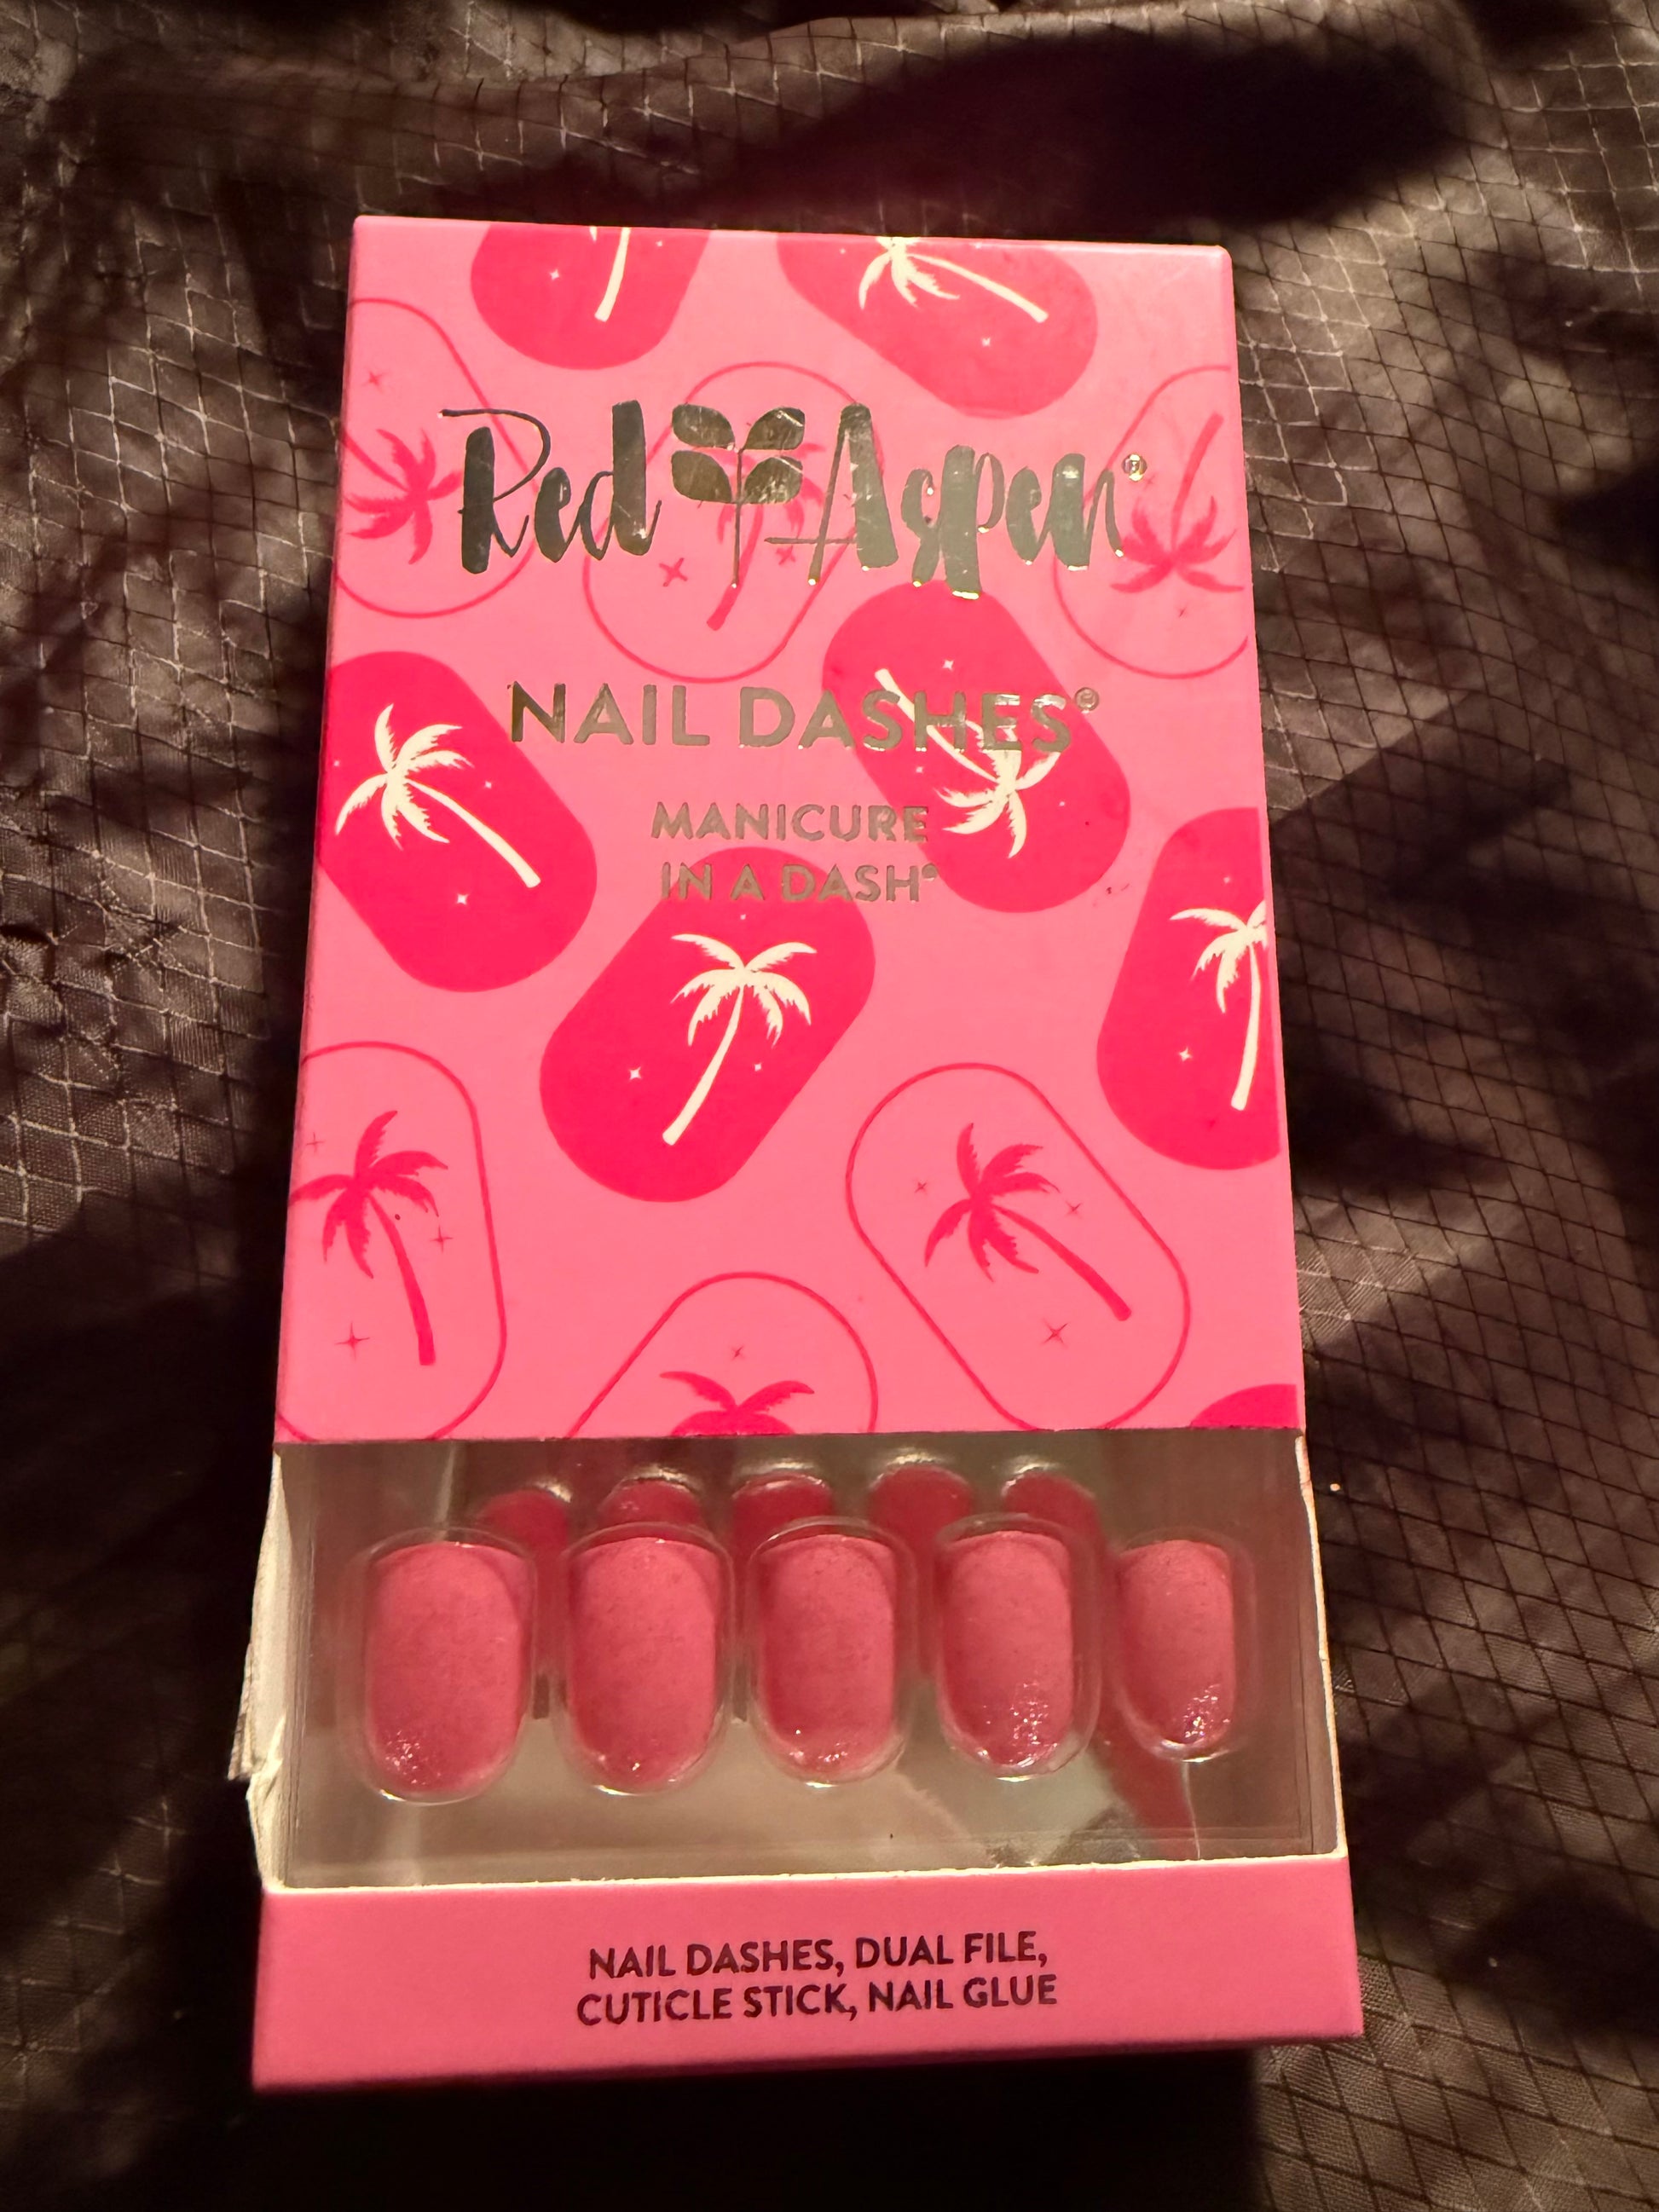 Red Aspen®
NAIL DASHES®
MANICURE
IN A DASH®
NAIL DASHES, DUAL FILE,
CUTICLE STICK, NAIL GLUE